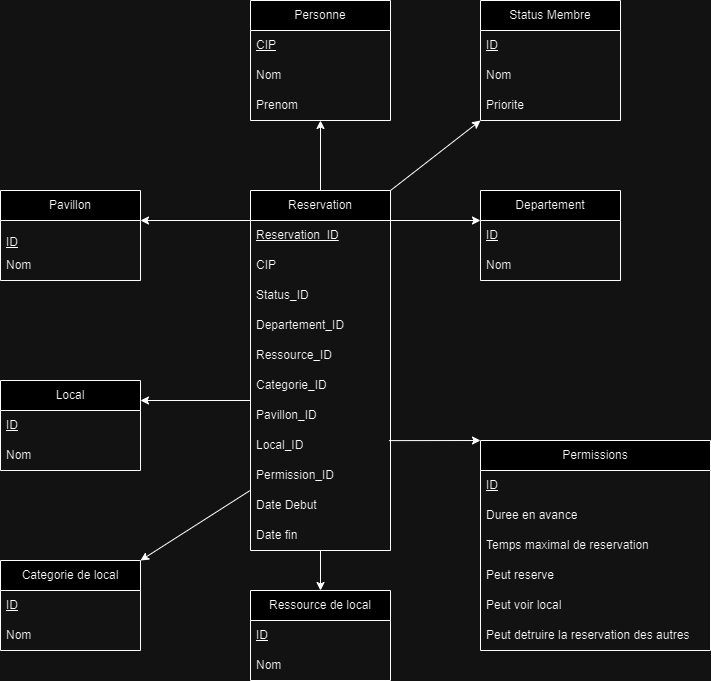 Personne
CIP
Nom
Prenom
Status Membre
ID
Nom
Priorite
Pavillon
ID
Nom
Reservation
Reservation_ID
CIP
Status_ID
Departement_ID
Ressource_ID
Categorie_ID
Pavillon_ID
Local_ID
Permission_ID
Date Debut
Date fin
Departement
ID
Nom
Local
ID
Nom
Permissions
ID
Duree en avance
Temps maximal de reservation
Peut reserve
Peut voir local
Peut detruire la reservation des autres
Categorie de local
ID
Nom
Ressource de local
ID
Nom